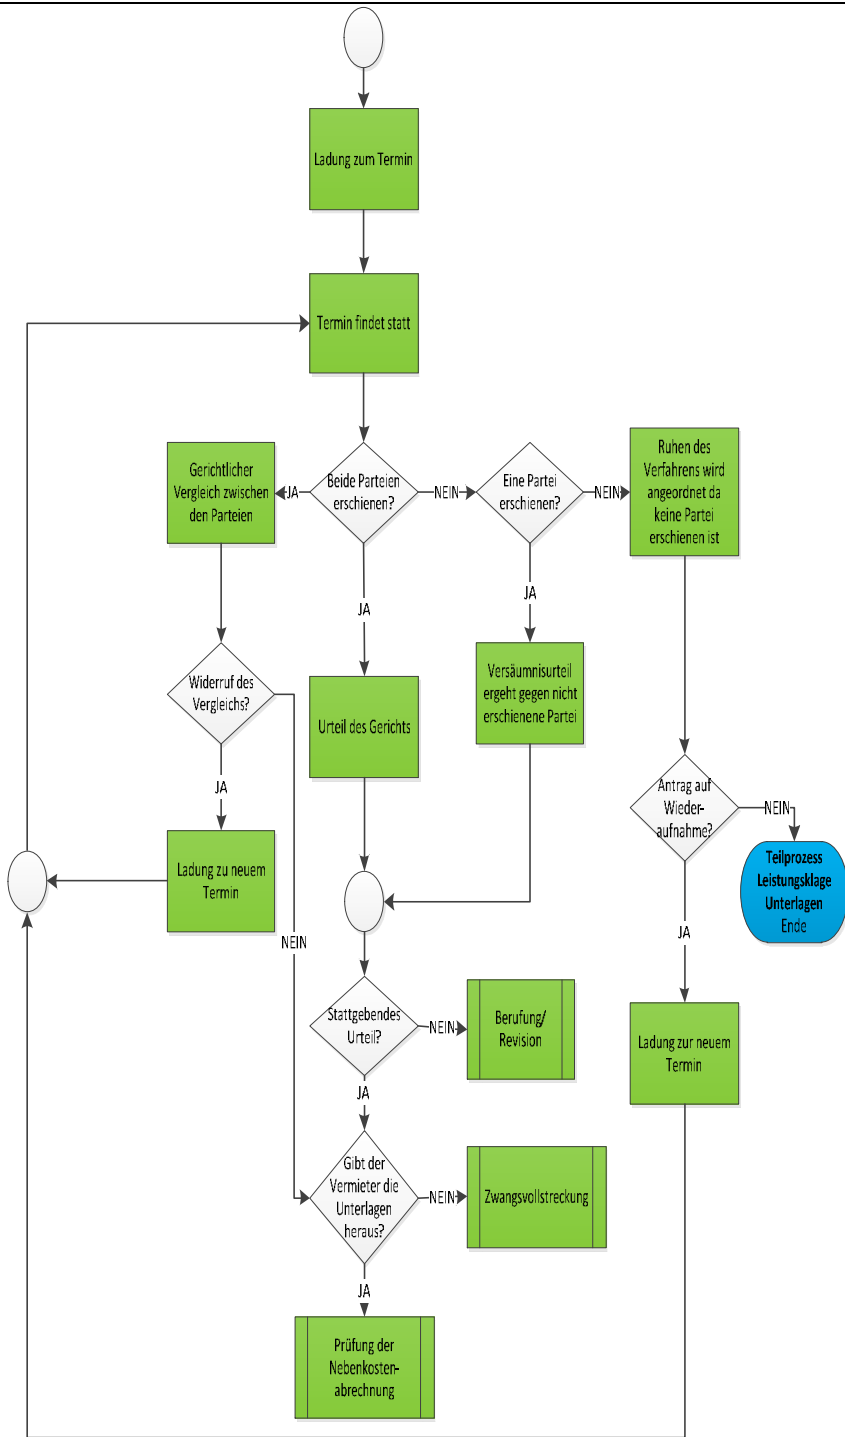 Ladung zum Termin
Termin findet statt
Gerichtlicher
Vergleich zwischen
den Parteien
JA
Beide Parteien
erschienen?
NEIN
Eine Partei
erschienen?
NEIN
Ruhen des
Verfahrens wird
angeordnet da
keine Partei
erschienen ist
JA
JA
Widerruf des
Vergleichs?
Urteil des Gerichts
Versäumnisurteil
ergeht gegen nicht
erschienene Partei
JA
Antrag auf
Wieder-
aufnahme?
NEIN
Teilprozess
Leistungsklage
Unterlagen
Ende
Ladung zu neuem
Termin
NEIN
JA
Stattgebendes
Urteil?
NEIN
Berufung/
Revision
Ladung zur neuem
Termin
JA
Gibt der
Vermieter die
Unterlagen
heraus?
NEIN
Zwangsvollstreckung
JA
Prüfung der
Nebenkosten-
abrechnung